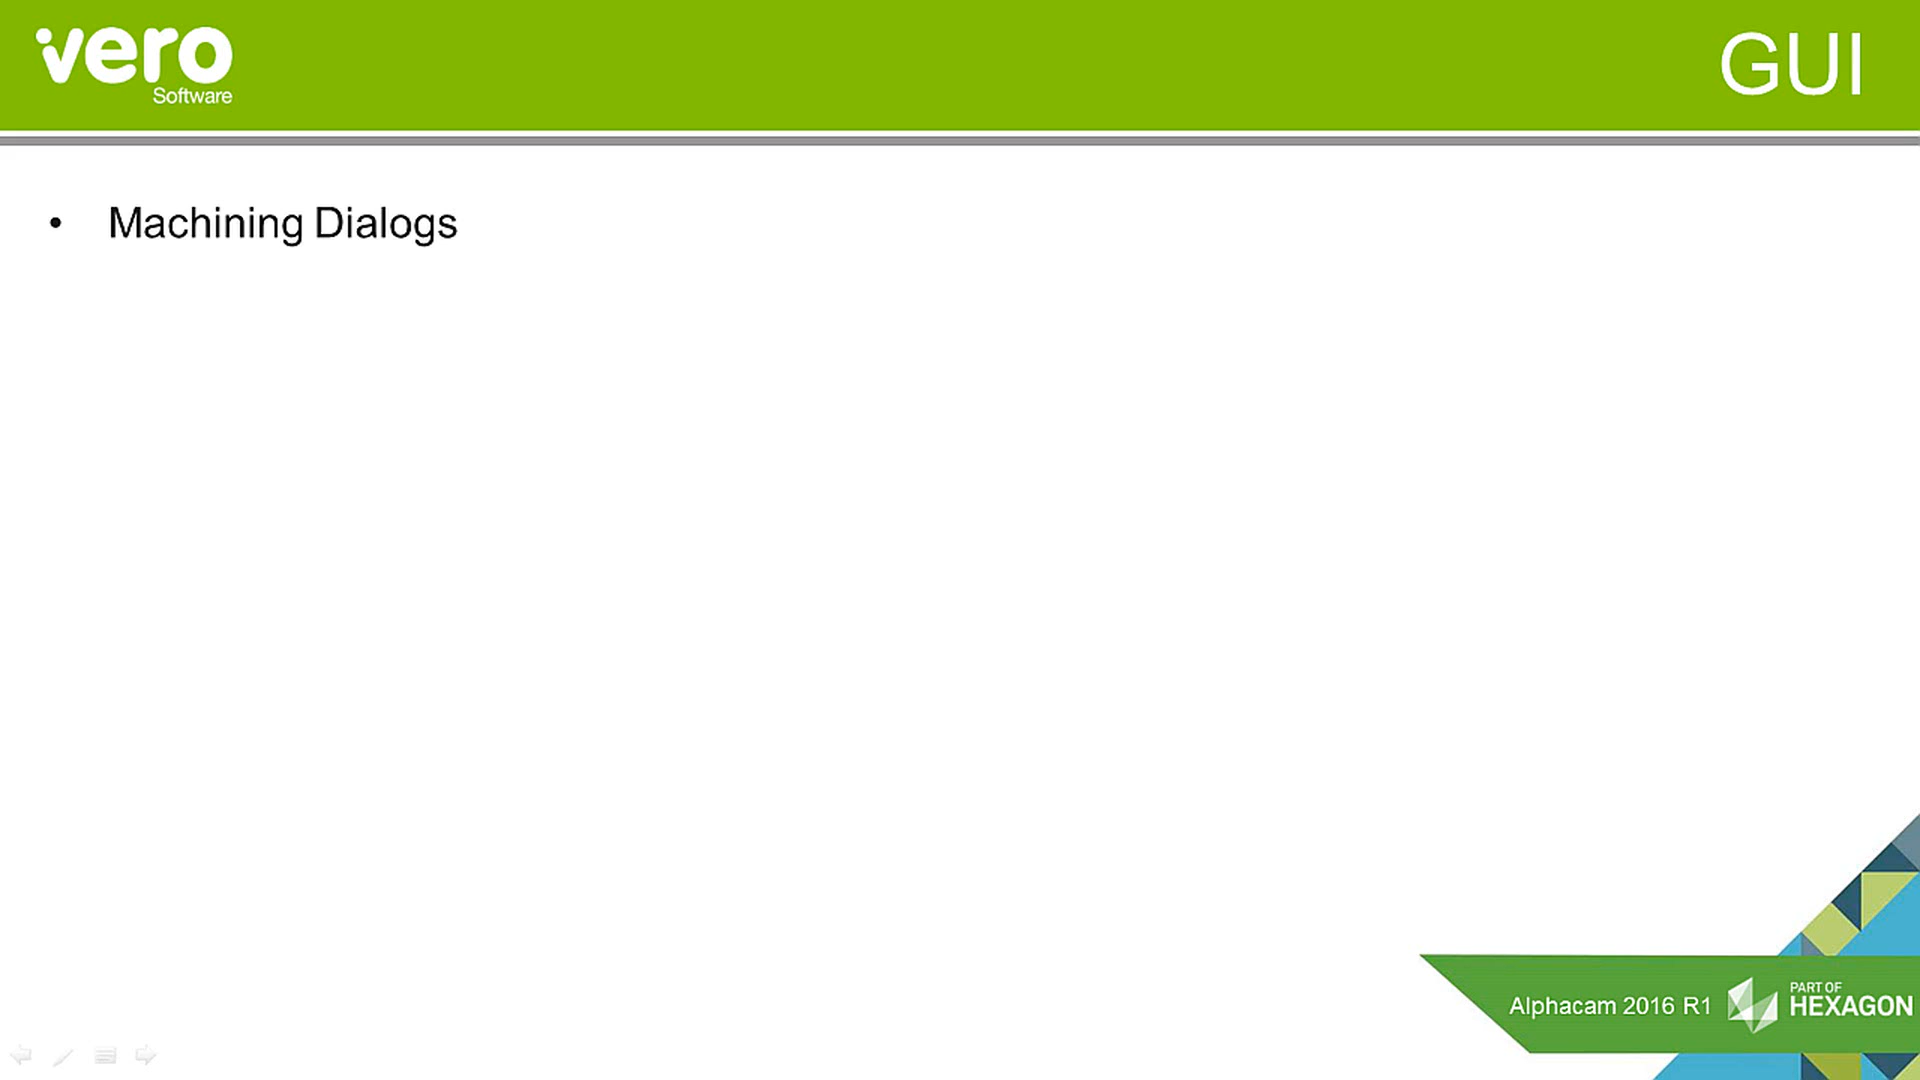 vero
Software
GUI
• Machining Dialogs
Alphacam 2016 R1
PART OF
HEXAGON